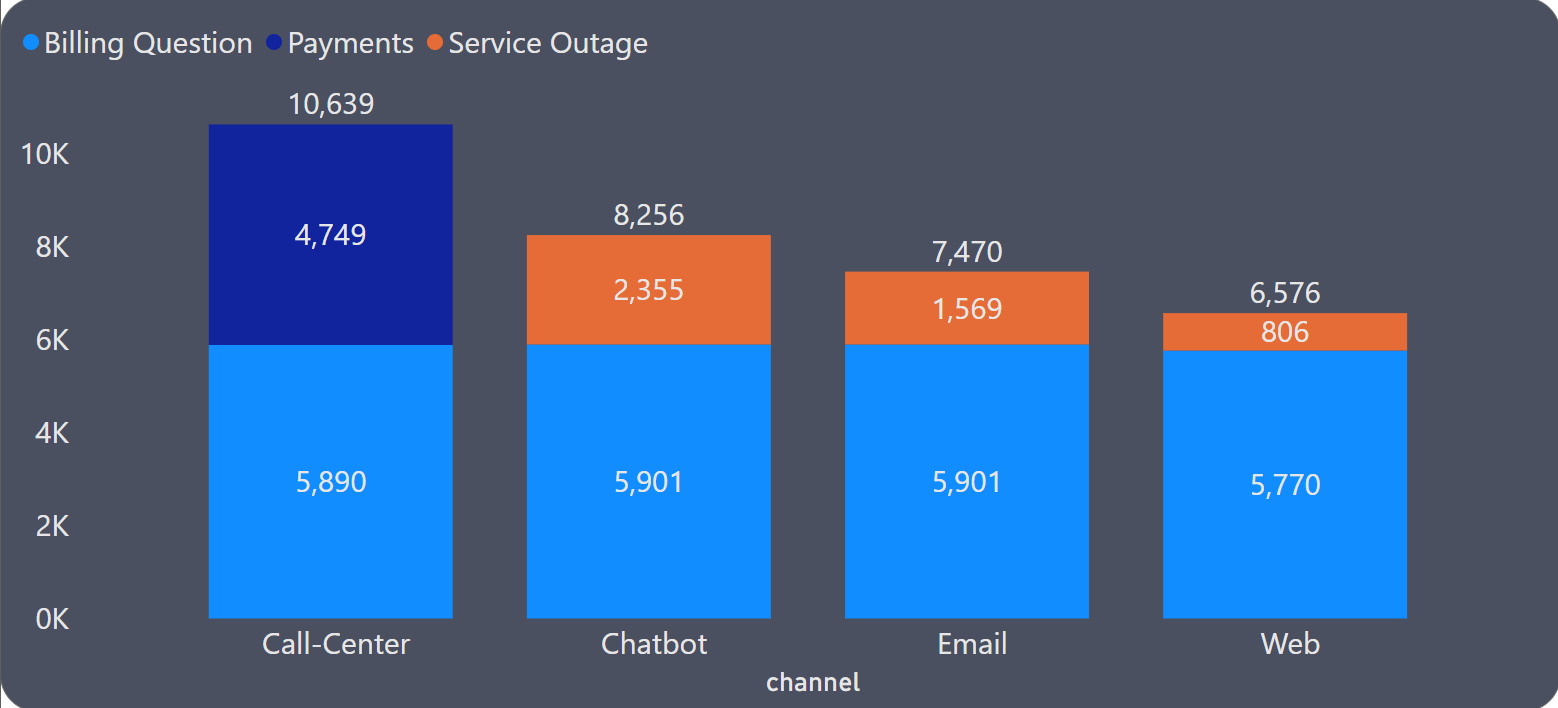 Billing Question Payments Service Outage
10,639
10K
8,256
8K
4,749
7,470
2,355
6,576
1,569
806
6K
4K
5,890 5,901 5,901 5,770
2K
0K
Call-Center Chatbot Email Web
channel